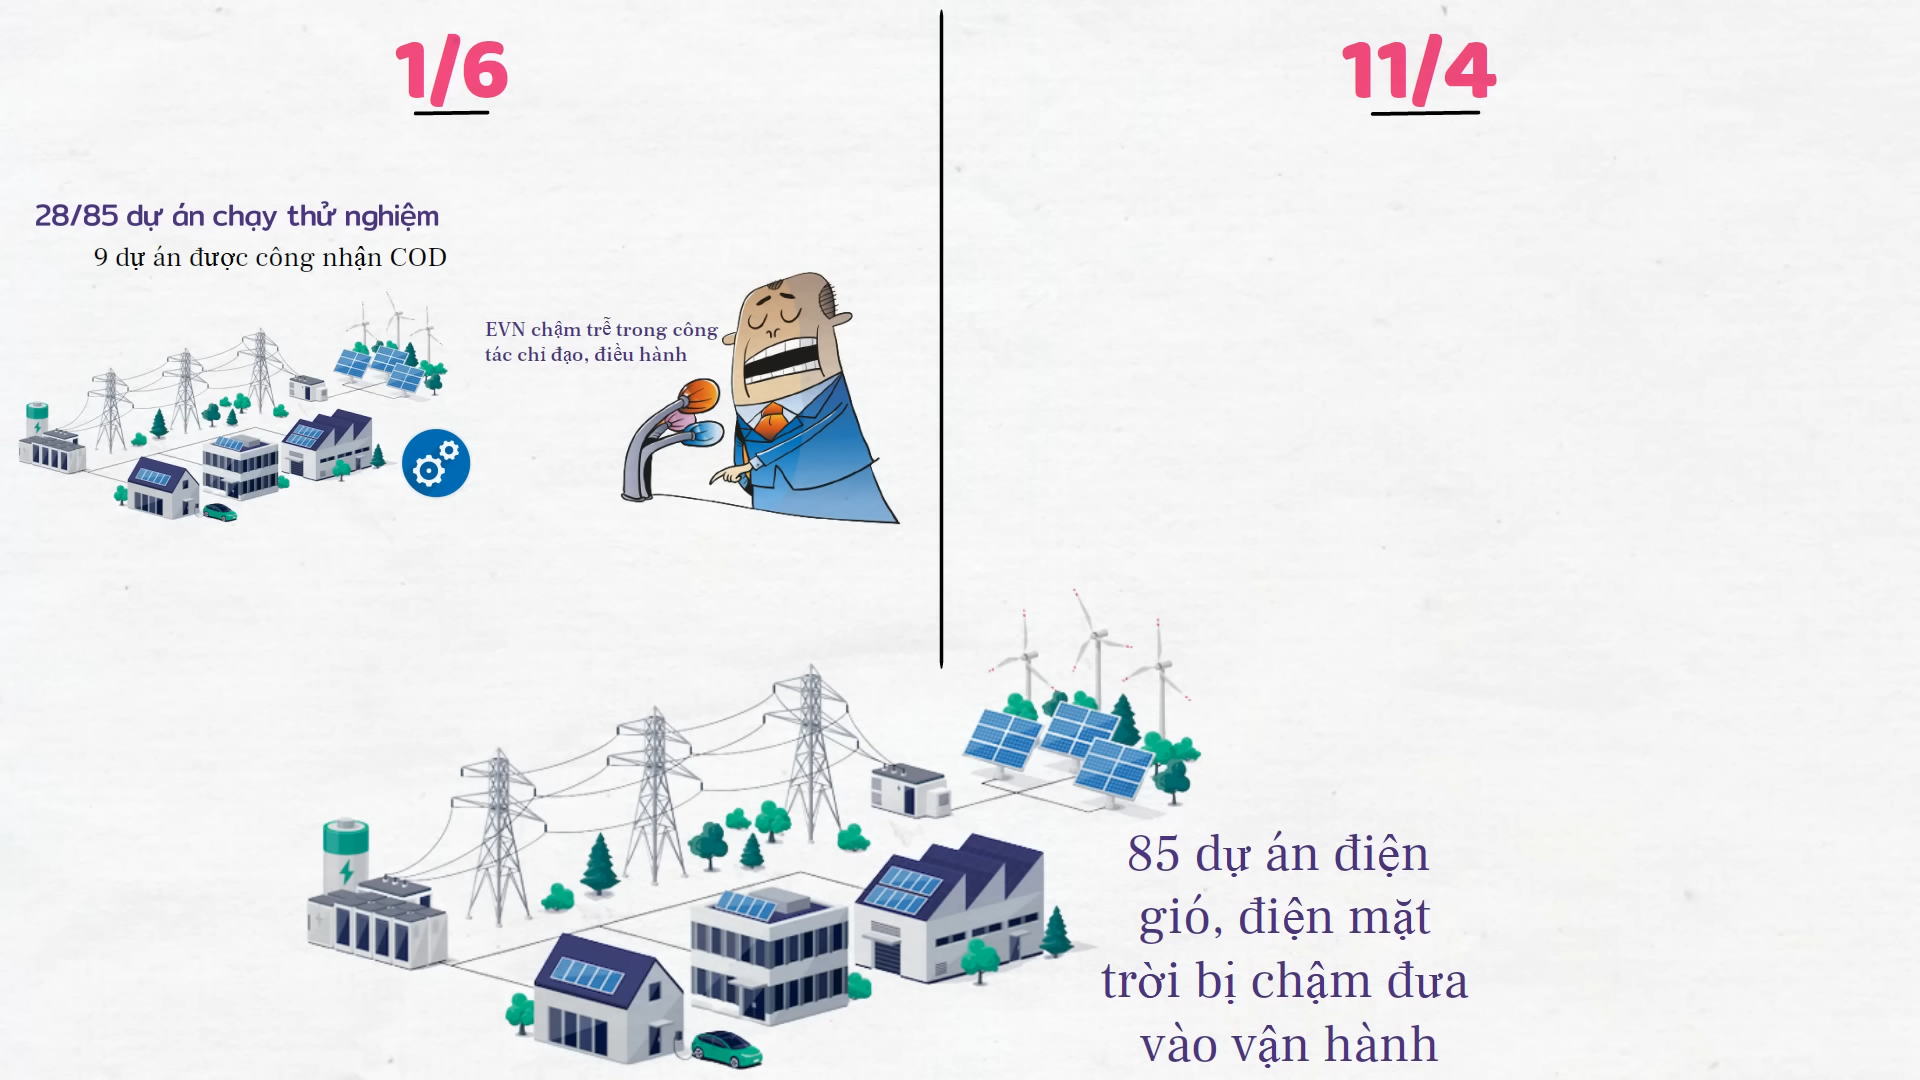 1/6
11/4
28/85 dự án chạy thử nghiệm
9 dự án được công nhận COD
EVN chậm trễ trong công
tác chỉ đạo, điều hành
85 dự án điện
gió, điện mặt
trời bị chậm đưa
vào vận hành